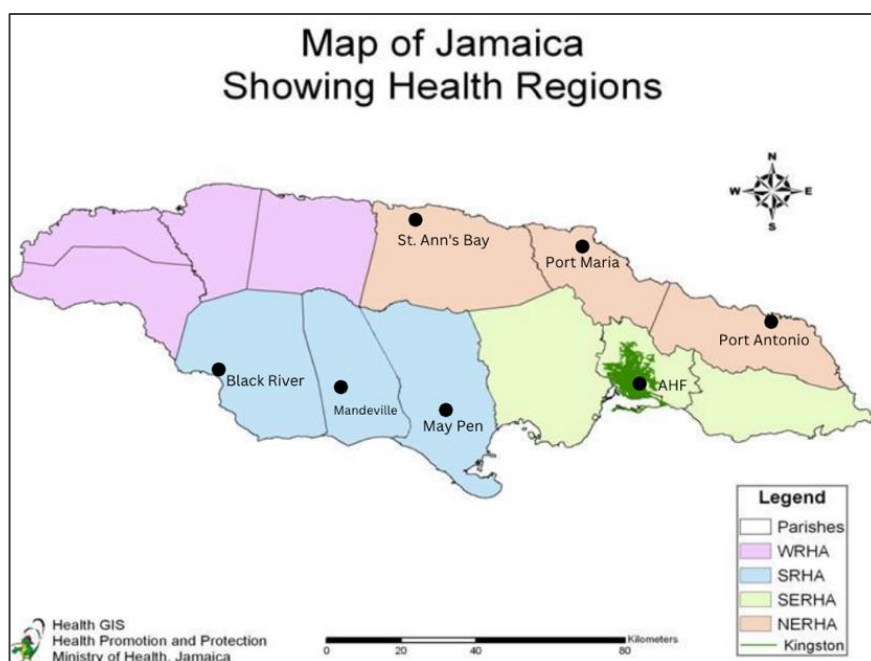 Map of Jamaica
Showing Health Regions
N
W E
S
St. Ann's Bay
Port Maria
Port Antonio
Black River
Mandeville
May Pen
AHF
Legend
Parishes
WRHA
SRHA
SERHA
NERHA
Kingston
Health GIS
Health Promotion and Protection
Ministry of Health, Jamaica
Kilometers
0 20 40 80